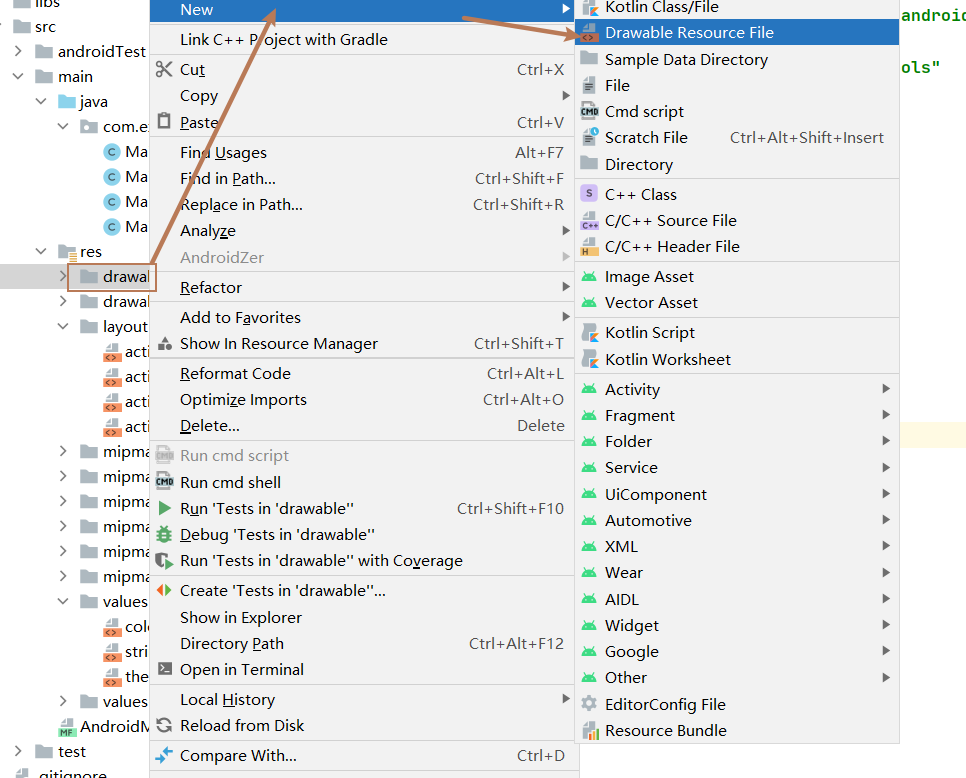 libs
src
androidTest
main
java
com.e
Ma
Ma
Ma
Ma
res
drawal
drawal
layout
acti
acti
acti
acti
mipma
mipma
mipma
mipma
mipma
mipma
values
colo
stri
the
values
AndroidM
test
.gitignore
New
Link C++ Project with Gradle
Cut Ctrl+X
Copy
Paste Ctrl+V
Find Usages Alt+F7
Find in Path... Ctrl+Shift+F
Replace in Path... Ctrl+Shift+R
Analyze
AndroidZer
Refactor
Add to Favorites
Show In Resource Manager Ctrl+Shift+T
Reformat Code Ctrl+Alt+L
Optimize Imports Ctrl+Alt+O
Delete... Delete
Run cmd script
Run cmd shell
Run 'Tests in 'drawable'' Ctrl+Shift+F10
Debug 'Tests in 'drawable''
Run 'Tests in 'drawable'' with Coverage
Create 'Tests in 'drawable''...
Show in Explorer
Directory Path Ctrl+Alt+F12
Open in Terminal
Local History
Reload from Disk
Compare With... Ctrl+D
Kotlin Class/File
Drawable Resource File
Sample Data Directory
File
Cmd script
Scratch File Ctrl+Alt+Shift+Insert
Directory
C++ Class
C/C++ Source File
C/C++ Header File
Image Asset
Vector Asset
Kotlin Script
Kotlin Worksheet
Activity
Fragment
Folder
Service
UiComponent
Automotive
XML
Wear
AIDL
Widget
Google
Other
EditorConfig File
Resource Bundle
android
ols"